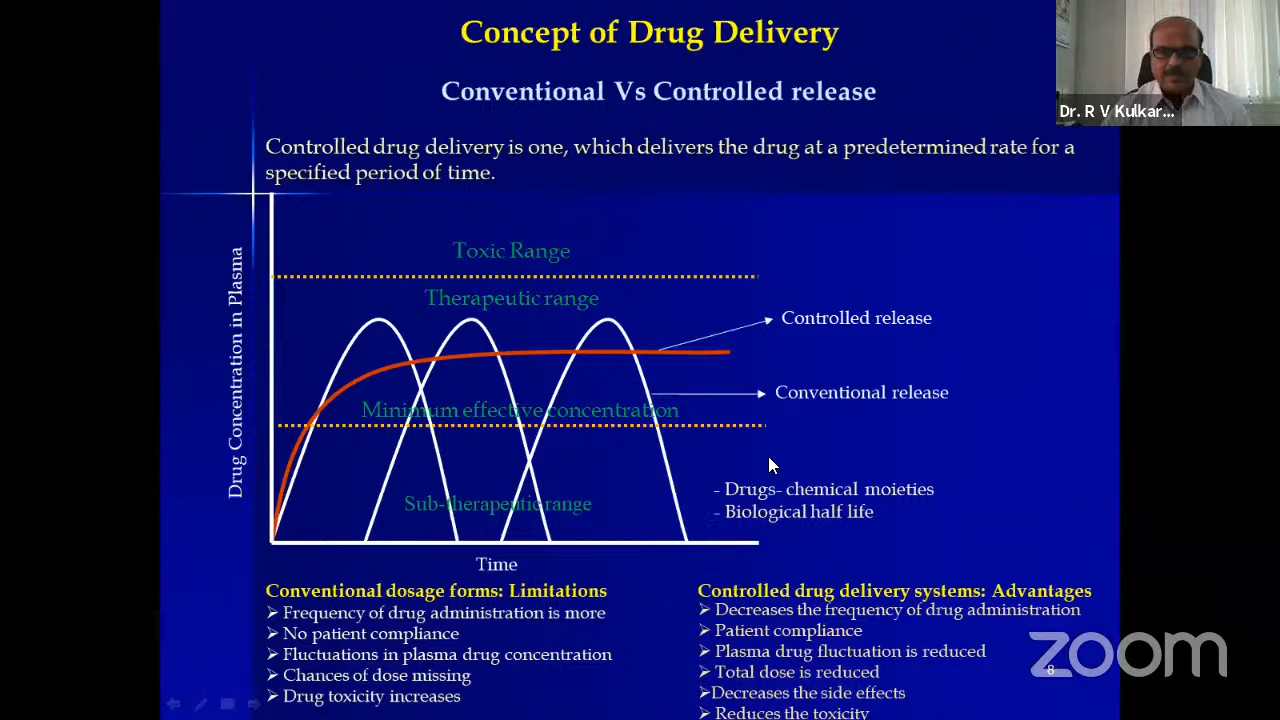 Concept of Drug Delivery
Conventional Vs Controlled release
Dr. R V Kulkar...
Controlled drug delivery is one, which delivers the drug at a predetermined rate for a
specified period of time.
Drug Concentration in Plasma
Toxic Range
Therapeutic range
Controlled release
Conventional release
Minimum effective concentration
Sub-therapeutic range
- Drugs- chemical moieties
- Biological half life
Time
Conventional dosage forms: Limitations
➢ Frequency of drug administration is more
➢ No patient compliance
➢ Fluctuations in plasma drug concentration
➢ Chances of dose missing
➢ Drug toxicity increases
Controlled drug delivery systems: Advantages
➢ Decreases the frequency of drug administration
➢ Patient compliance
➢ Plasma drug fluctuation is reduced
➢ Total dose is reduced
➢Decreases the side effects
➢ Reduces the toxicity
zoom
8